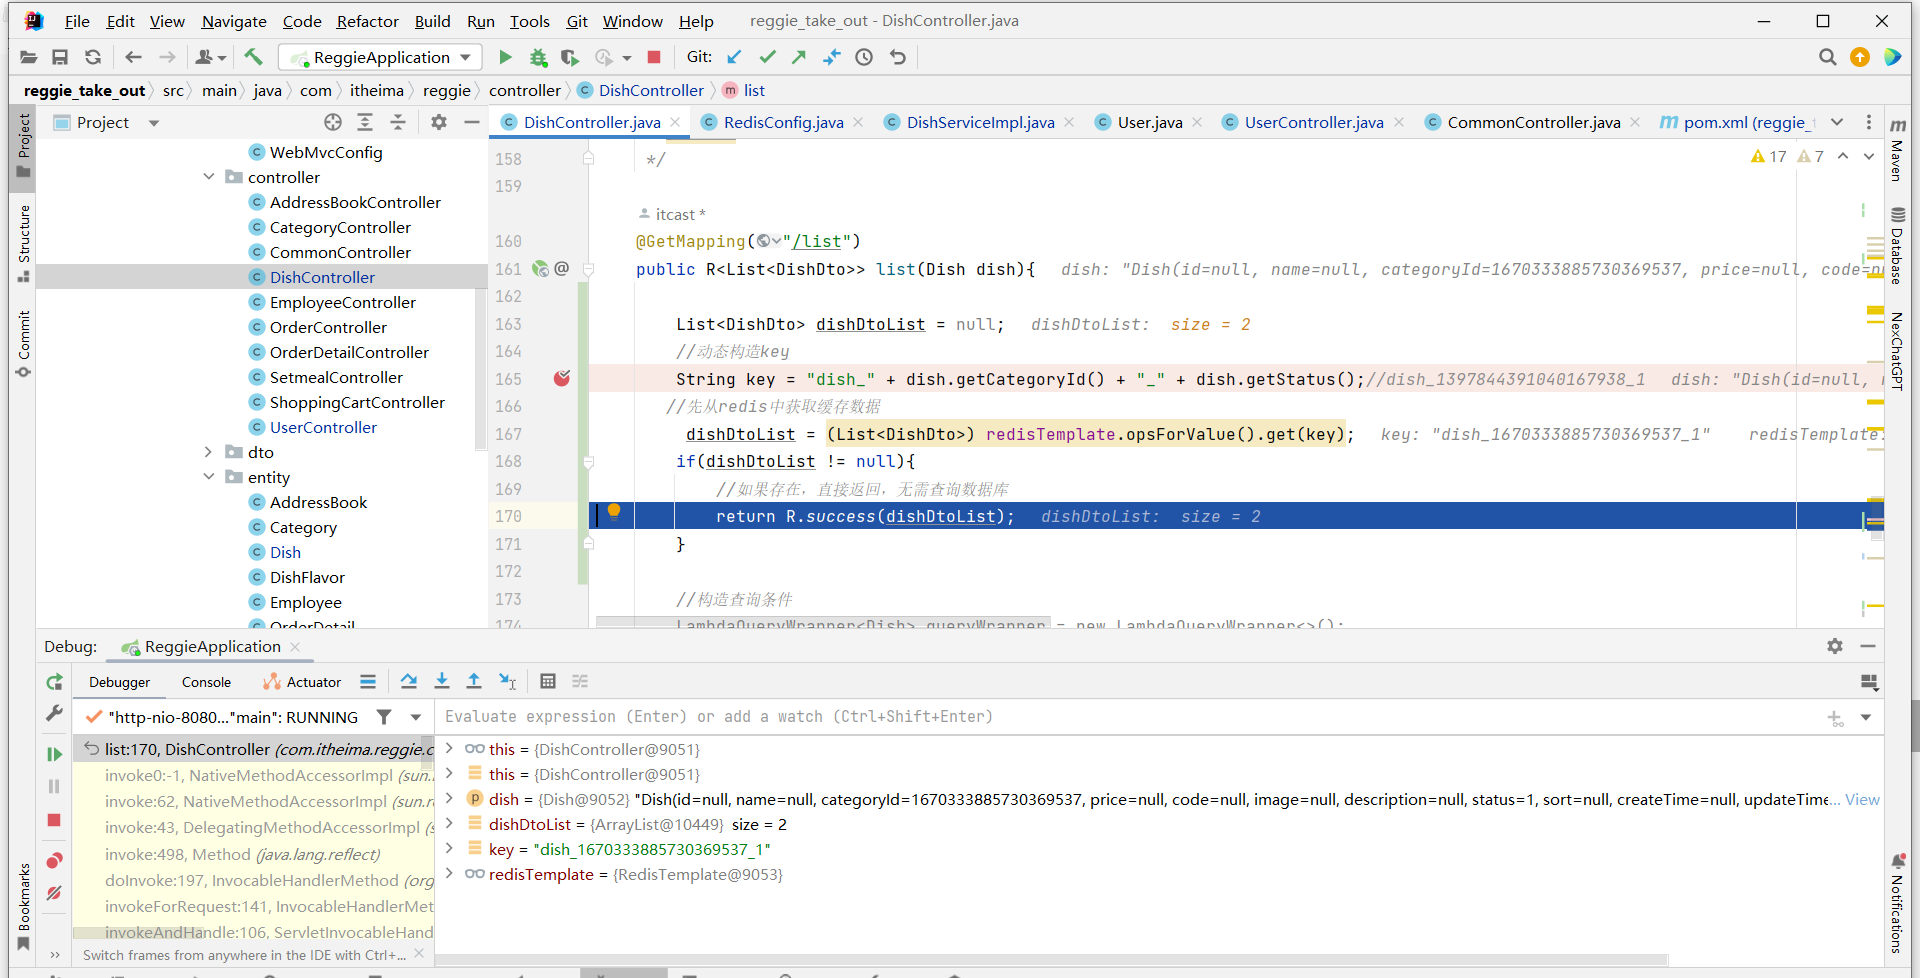 File Edit View Navigate Code Refactor Build Run Tools Git Window Help reggie_take_out - DishController.java
ReggieApplication Git:
reggie_take_out src main java com itheima reggie controller DishController list
Project
DishController.java RedisConfig.java DishServiceImpl.java User.java UserController.java CommonController.java pom.xml (reggie_
Project
Structure
Commit
Bookmarks
WebMvcConfig
controller
AddressBookController
CategoryController
CommonController
DishController
EmployeeController
OrderController
OrderDetailController
SetmealController
ShoppingCartController
UserController
dto
entity
AddressBook
Category
Dish
DishFlavor
Employee
OrderDetail
17 7
158 */
159
itcast *
160 @GetMapping("/list")
161 public R<List<DishDto>> list(Dish dish){ dish: "Dish(id=null, name=null, categoryId=1670333885730369537, price=null, code=n
162
163 List<DishDto> dishDtoList = null; dishDtoList: size = 2
164 //动态构造key
165 String key = "dish_" + dish.getCategoryId() + "_" + dish.getStatus();//dish_1397844391040167938_1 dish: "Dish(id=null,
166 //先从redis中获取缓存数据
167 dishDtoList = (List<DishDto>) redisTemplate.opsForValue().get(key); key: "dish_1670333885730369537_1" redisTemplate:
168 if(dishDtoList != null){
169 //如果存在，直接返回，无需查询数据库
170 return R.success(dishDtoList); dishDtoList: size = 2
171 }
172
173 //构造查询条件
174 LambdaQueryWrapper<Dish> queryWrapper = new LambdaQueryWrapper<>();
Maven
Database
NexChatGPT
Notifications
Debug: ReggieApplication
Debugger Console Actuator
"http-nio-8080..."main": RUNNING
Evaluate expression (Enter) or add a watch (Ctrl+Shift+Enter)
list:170, DishController (com.itheima.reggie.c
invoke0:-1, NativeMethodAccessorImpl (sun.
invoke:62, NativeMethodAccessorImpl (sun.r
invoke:43, DelegatingMethodAccessorImpl (s
invoke:498, Method (java.lang.reflect)
doInvoke:197, InvocableHandlerMethod (org
invokeForRequest:141, InvocableHandlerMet
invokeAndHandle:106, ServletInvocableHand
Switch frames from anywhere in the IDE with Ctrl+...
this = {DishController@9051}
this = {DishController@9051}
dish = {Dish@9052} "Dish(id=null, name=null, categoryId=1670333885730369537, price=null, code=null, image=null, description=null, status=1, sort=null, createTime=null, updateTime... View
dishDtoList = {ArrayList@10449} size = 2
key = "dish_1670333885730369537_1"
redisTemplate = {RedisTemplate@9053}